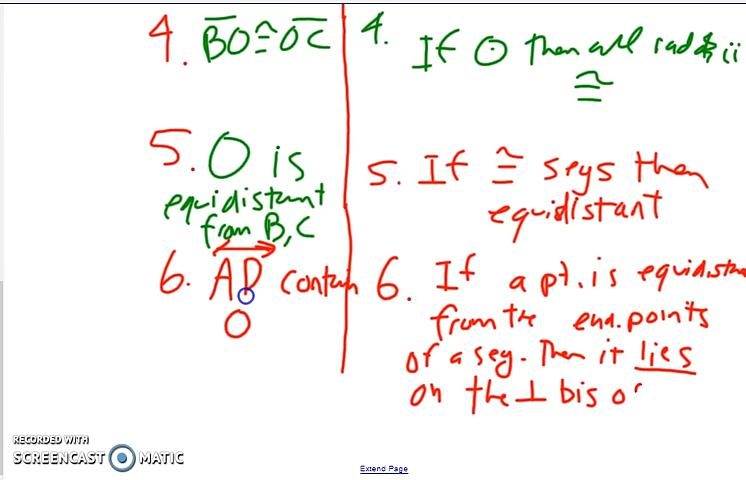 4. BO≅OC
4. If ⊙ then all radii
≅
5. O is
equidistant
from B, C
5. If ≅ segs then
equidistant
6. AD contain
O
6. If a pt. is equidistan
from the end.points
of a seg. Then it lies
on the ⊥ bis o
RECORDED WITH
SCREENCAST MATIC
Extend Page